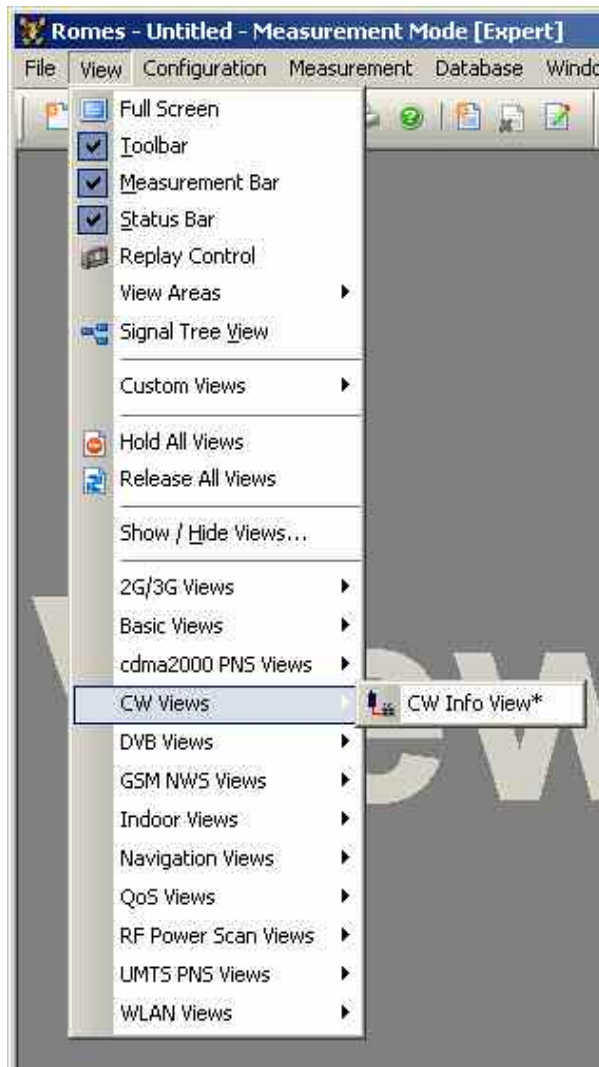 Romes - Untitled - Measurement Mode [Expert]
File View Configuration Measurement Database
Full Screen
Toolbar
Measurement Bar
Status Bar
Replay Control
View Areas
Signal Tree View
Custom Views
Hold All Views
Release All Views
Show / Hide Views...
2G/3G Views
Basic Views
cdma2000 PNS Views
CW Views
CW Info View*
DVB Views
GSM NWS Views
Indoor Views
Navigation Views
QoS Views
RF Power Scan Views
UMTS PNS Views
WLAN Views